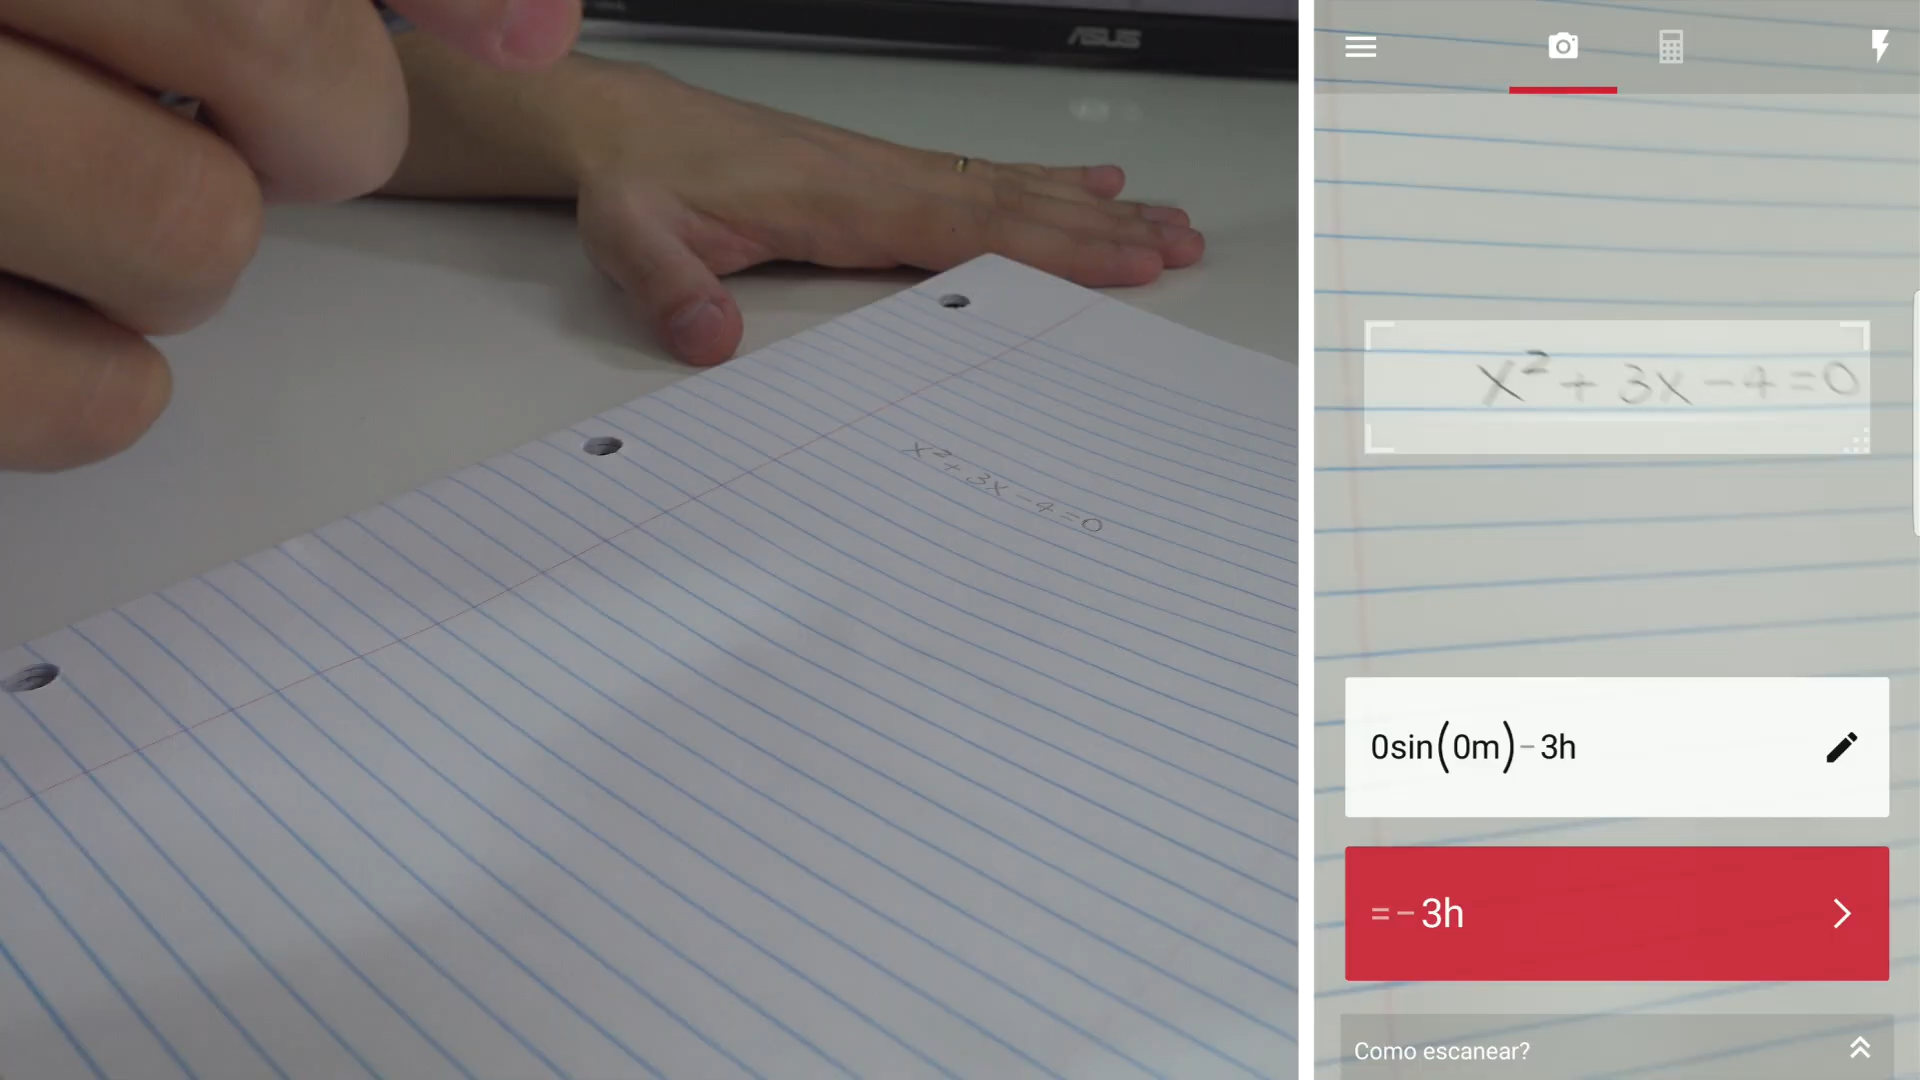 ASUS
x² + 3x - 4 = 0
x² + 3x - 4 = 0
0sin(0m) - 3h
= - 3h
Como escanear?